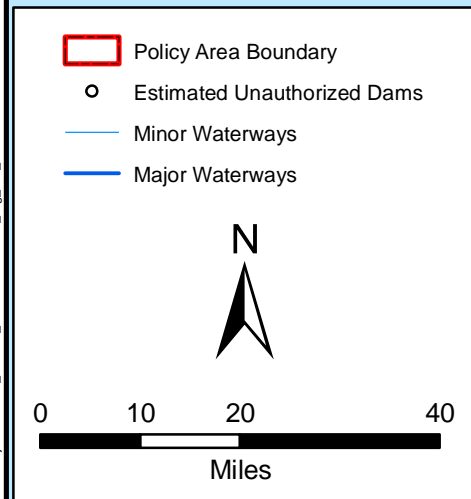 Policy Area Boundary
Estimated Unauthorized Dams
Minor Waterways
Major Waterways
N
0 10 20 40
Miles